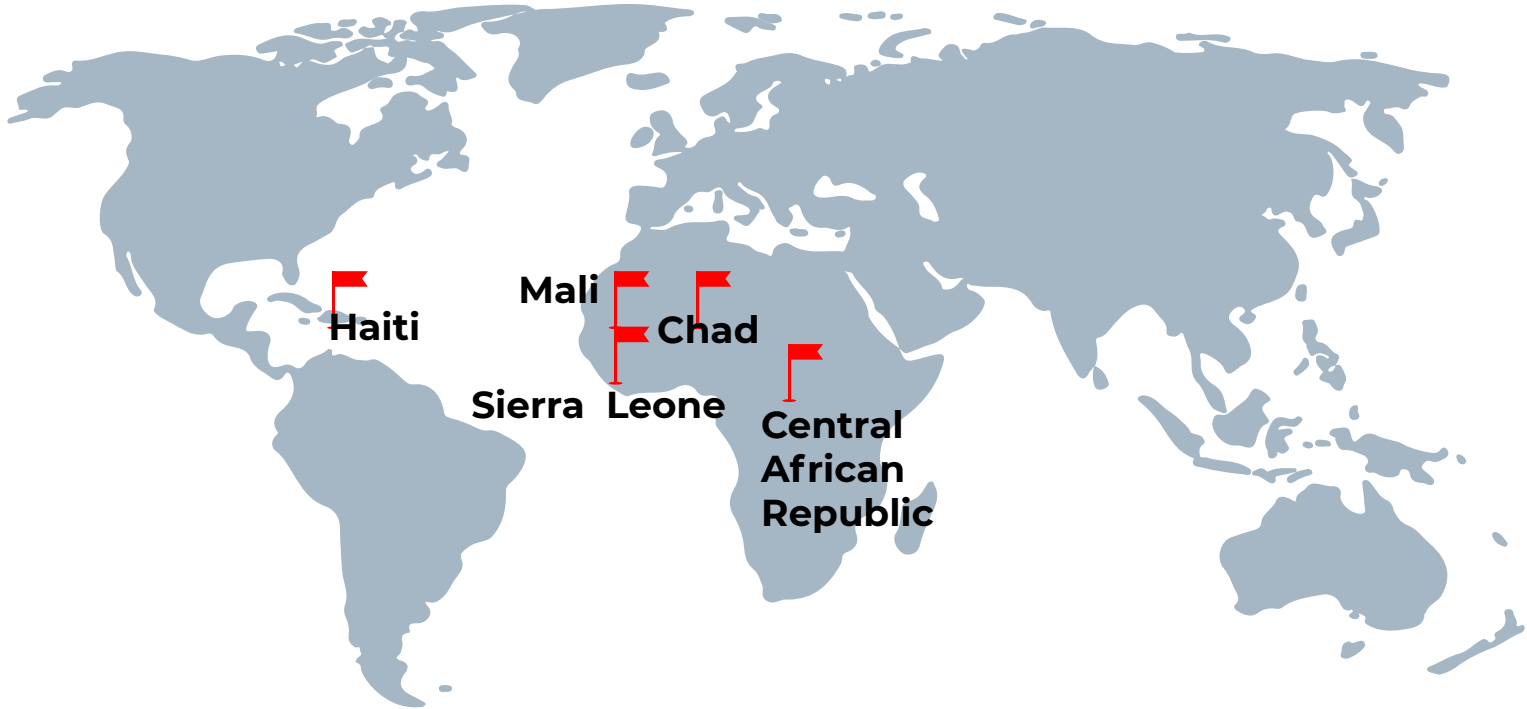 Mali
Haiti
Chad
Sierra Leone
Central
African
Republic